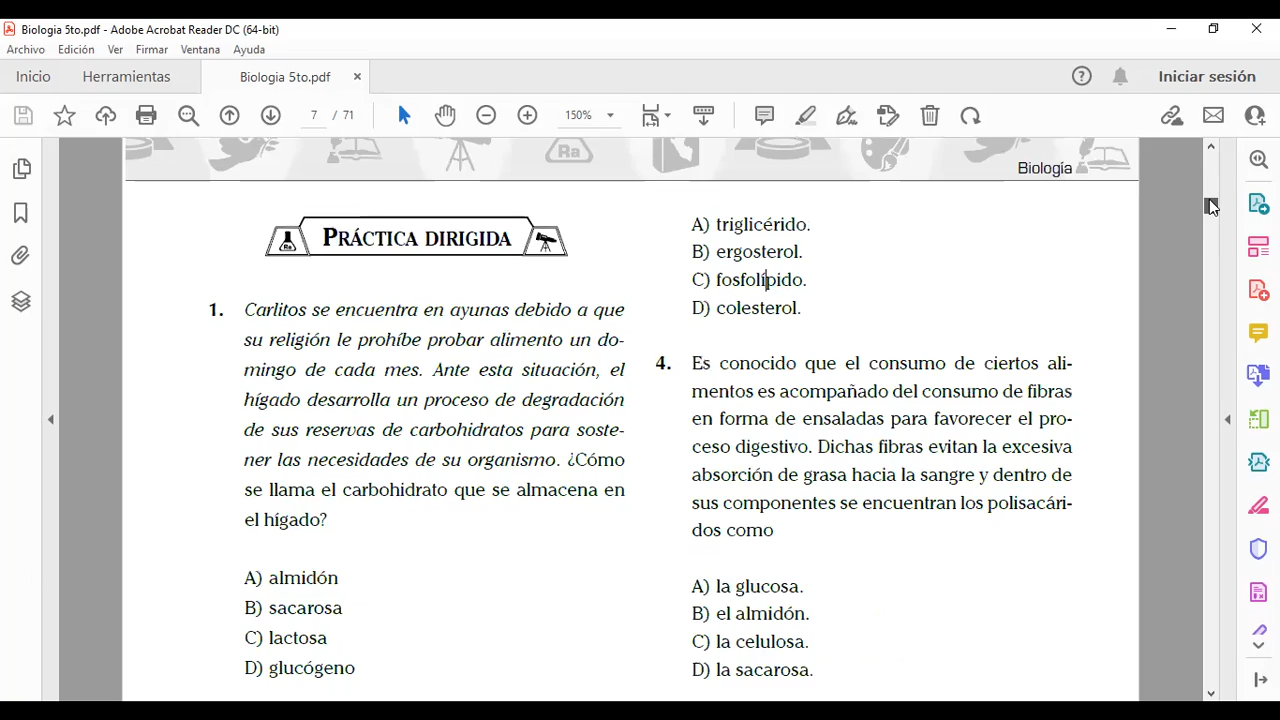 Biologia 5to.pdf - Adobe Acrobat Reader DC (64-bit)
Archivo Edición Ver Firmar Ventana Ayuda
Inicio Herramientas Biologia 5to.pdf × Iniciar sesión
7 / 71 150%
Ra Biología
Ra PRÁCTICA DIRIGIDA
1. Carlitos se encuentra en ayunas debido a que
su religión le prohíbe probar alimento un do-
mingo de cada mes. Ante esta situación, el
hígado desarrolla un proceso de degradación
de sus reservas de carbohidratos para soste-
ner las necesidades de su organismo. ¿Cómo
se llama el carbohidrato que se almacena en
el hígado?
A) almidón
B) sacarosa
C) lactosa
D) glucógeno
A) triglicérido.
B) ergosterol.
C) fosfolípido.
D) colesterol.
4. Es conocido que el consumo de ciertos ali-
mentos es acompañado del consumo de fibras
en forma de ensaladas para favorecer el pro-
ceso digestivo. Dichas fibras evitan la excesiva
absorción de grasa hacia la sangre y dentro de
sus componentes se encuentran los polisacári-
dos como
A) la glucosa.
B) el almidón.
C) la celulosa.
D) la sacarosa.